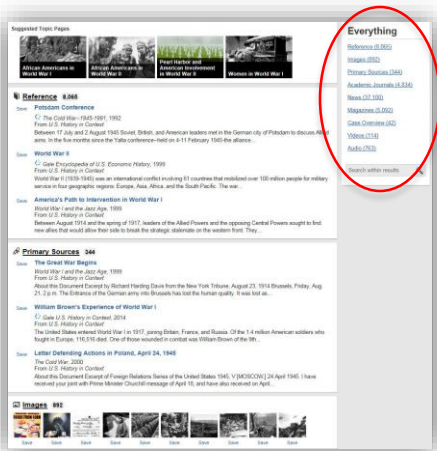 Suggested Topic Pages
African Americans in
World War I
African Americans in
World War II
Pearl Harbor and
American Involvement
in World War II
Women in World War I
Reference 8,065
Save Potsdam Conference
The Cold War--1945-1991, 1992
From U.S. History in Context
Between 17 July and 2 August 1945 Soviet, British, and American leaders met in the German city of Potsdam to discuss Allied
aims. In the five months since the Yalta conference--held on 4-11 February 1945-the alliance...
Save World War II
Gale Encyclopedia of U.S. Economic History, 1999
From U.S. History in Context
World War II (1939-1945) was an international conflict involving 61 countries that mobilized over 100 million people for military
service in four geographic regions: Europe, Asia, Africa, and the South Pacific. The war...
Save America's Path to Intervention in World War I
World War I and the Jazz Age, 1999
From U.S. History in Context
Between August 1914 and the spring of 1917, leaders of the Allied Powers and the opposing Central Powers sought to find
new allies that would allow their side to break the strategic stalemate on the western front. They...
Primary Sources 344
Save The Great War Begins
World War I and the Jazz Age, 1999
From U.S. History in Context
About this Document Excerpt by Richard Harding Davis from the New York Tribune, August 23, 1914 Brussels, Friday, Aug.
21, 2 p.m. The Entrance of the German army into Brussels has lost the human quality. It was lost as...
Save William Brown's Experience of World War I
Gale U.S. History in Context, 2014
From U.S. History in Context
The United States entered World War I in 1917, joining Britain, France, and Russia. Of the 1.4 million American soldiers who
fought in Europe, 116,516 died. One of those wounded in combat was William Brown of the 9th...
Save Letter Defending Actions in Poland, April 24, 1945
The Cold War, 2000
From U.S. History in Context
About this Document Excerpt of Foreign Relations Series of the United States 1945, V [MOSCOW,] 24 April 1945. I have
received your joint with Prime Minister Churchill message of April 18, and have also received on April...
Images 892
Save Save Save Save Save Save Save Save Save
Everything
Reference (8,065)
Images (892)
Primary Sources (344)
Academic Journals (4,834)
News (37,100)
Magazines (5,092)
Case Overview (42)
Videos (114)
Audio (763)
Search within results